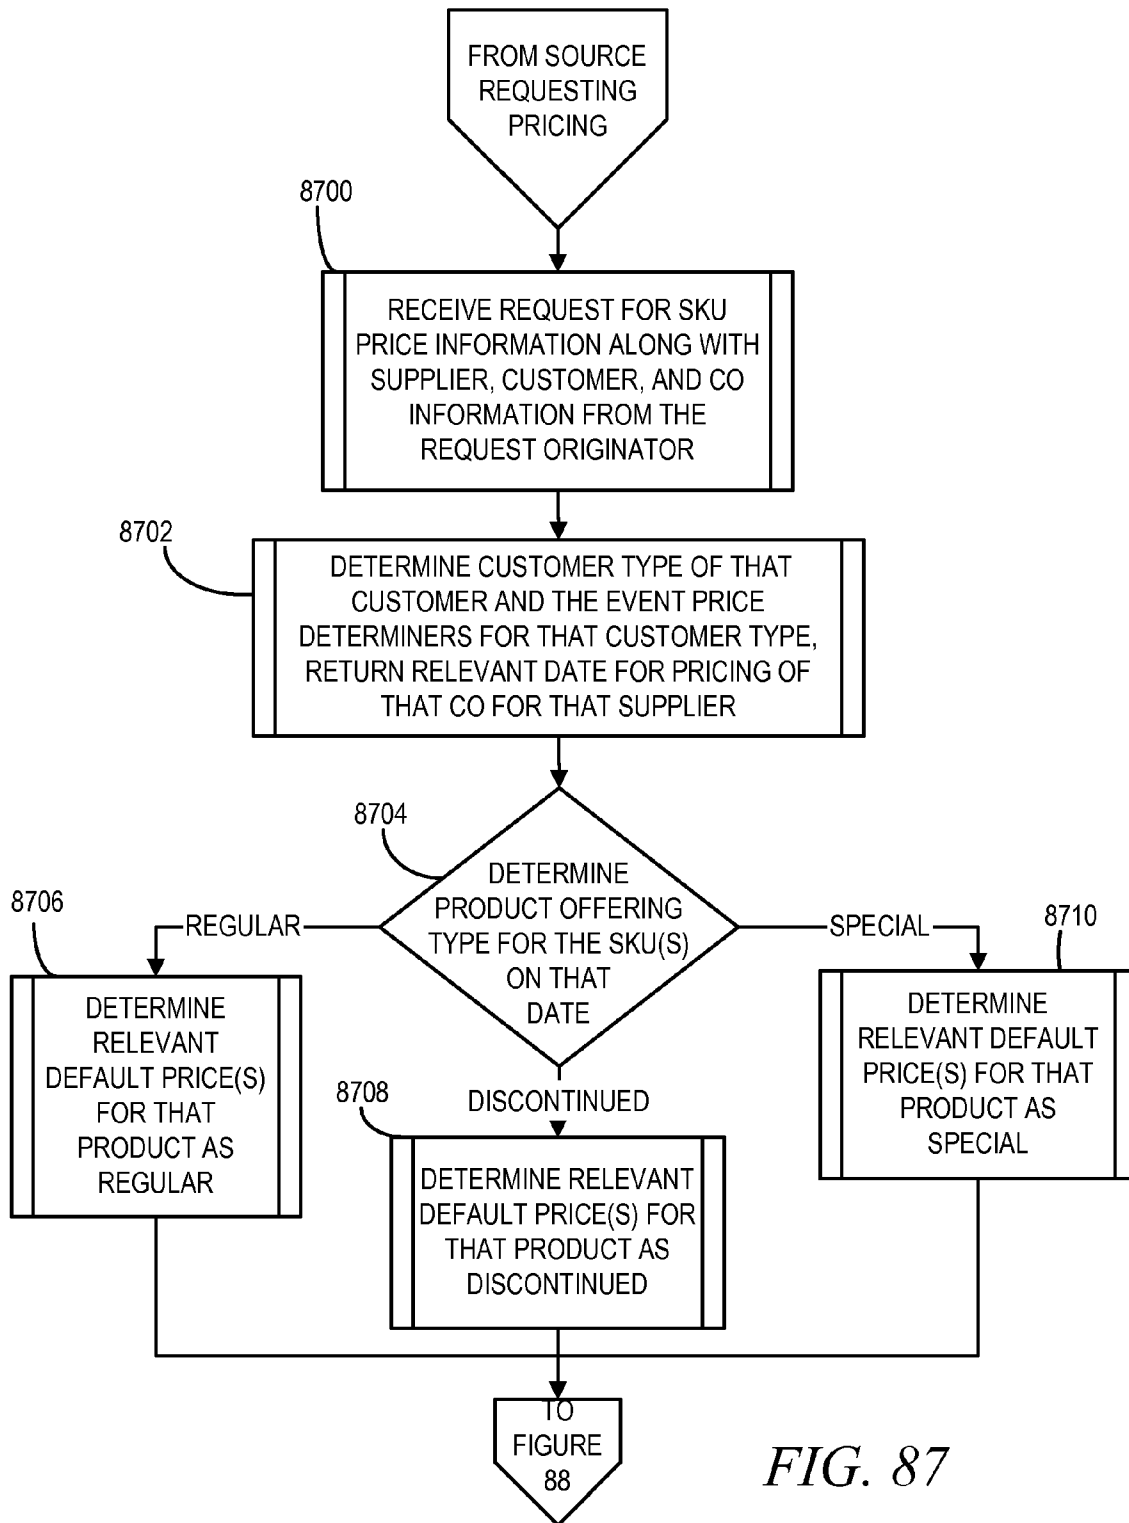 FROM SOURCE
REQUESTING
PRICING
8700
RECEIVE REQUEST FOR SKU
PRICE INFORMATION ALONG WITH
SUPPLIER, CUSTOMER, AND CO
INFORMATION FROM THE
REQUEST ORIGINATOR
8702
DETERMINE CUSTOMER TYPE OF THAT
CUSTOMER AND THE EVENT PRICE
DETERMINERS FOR THAT CUSTOMER TYPE,
RETURN RELEVANT DATE FOR PRICING OF
THAT CO FOR THAT SUPPLIER
8704
DETERMINE
PRODUCT OFFERING
TYPE FOR THE SKU(S)
ON THAT
DATE
REGULAR
8706
DETERMINE
RELEVANT
DEFAULT PRICE(S)
FOR THAT
PRODUCT AS
REGULAR
DISCONTINUED
8708
DETERMINE RELEVANT
DEFAULT PRICE(S) FOR
THAT PRODUCT AS
DISCONTINUED
SPECIAL
8710
DETERMINE
RELEVANT DEFAULT
PRICE(S) FOR THAT
PRODUCT AS
SPECIAL
TO
FIGURE
88
FIG. 87